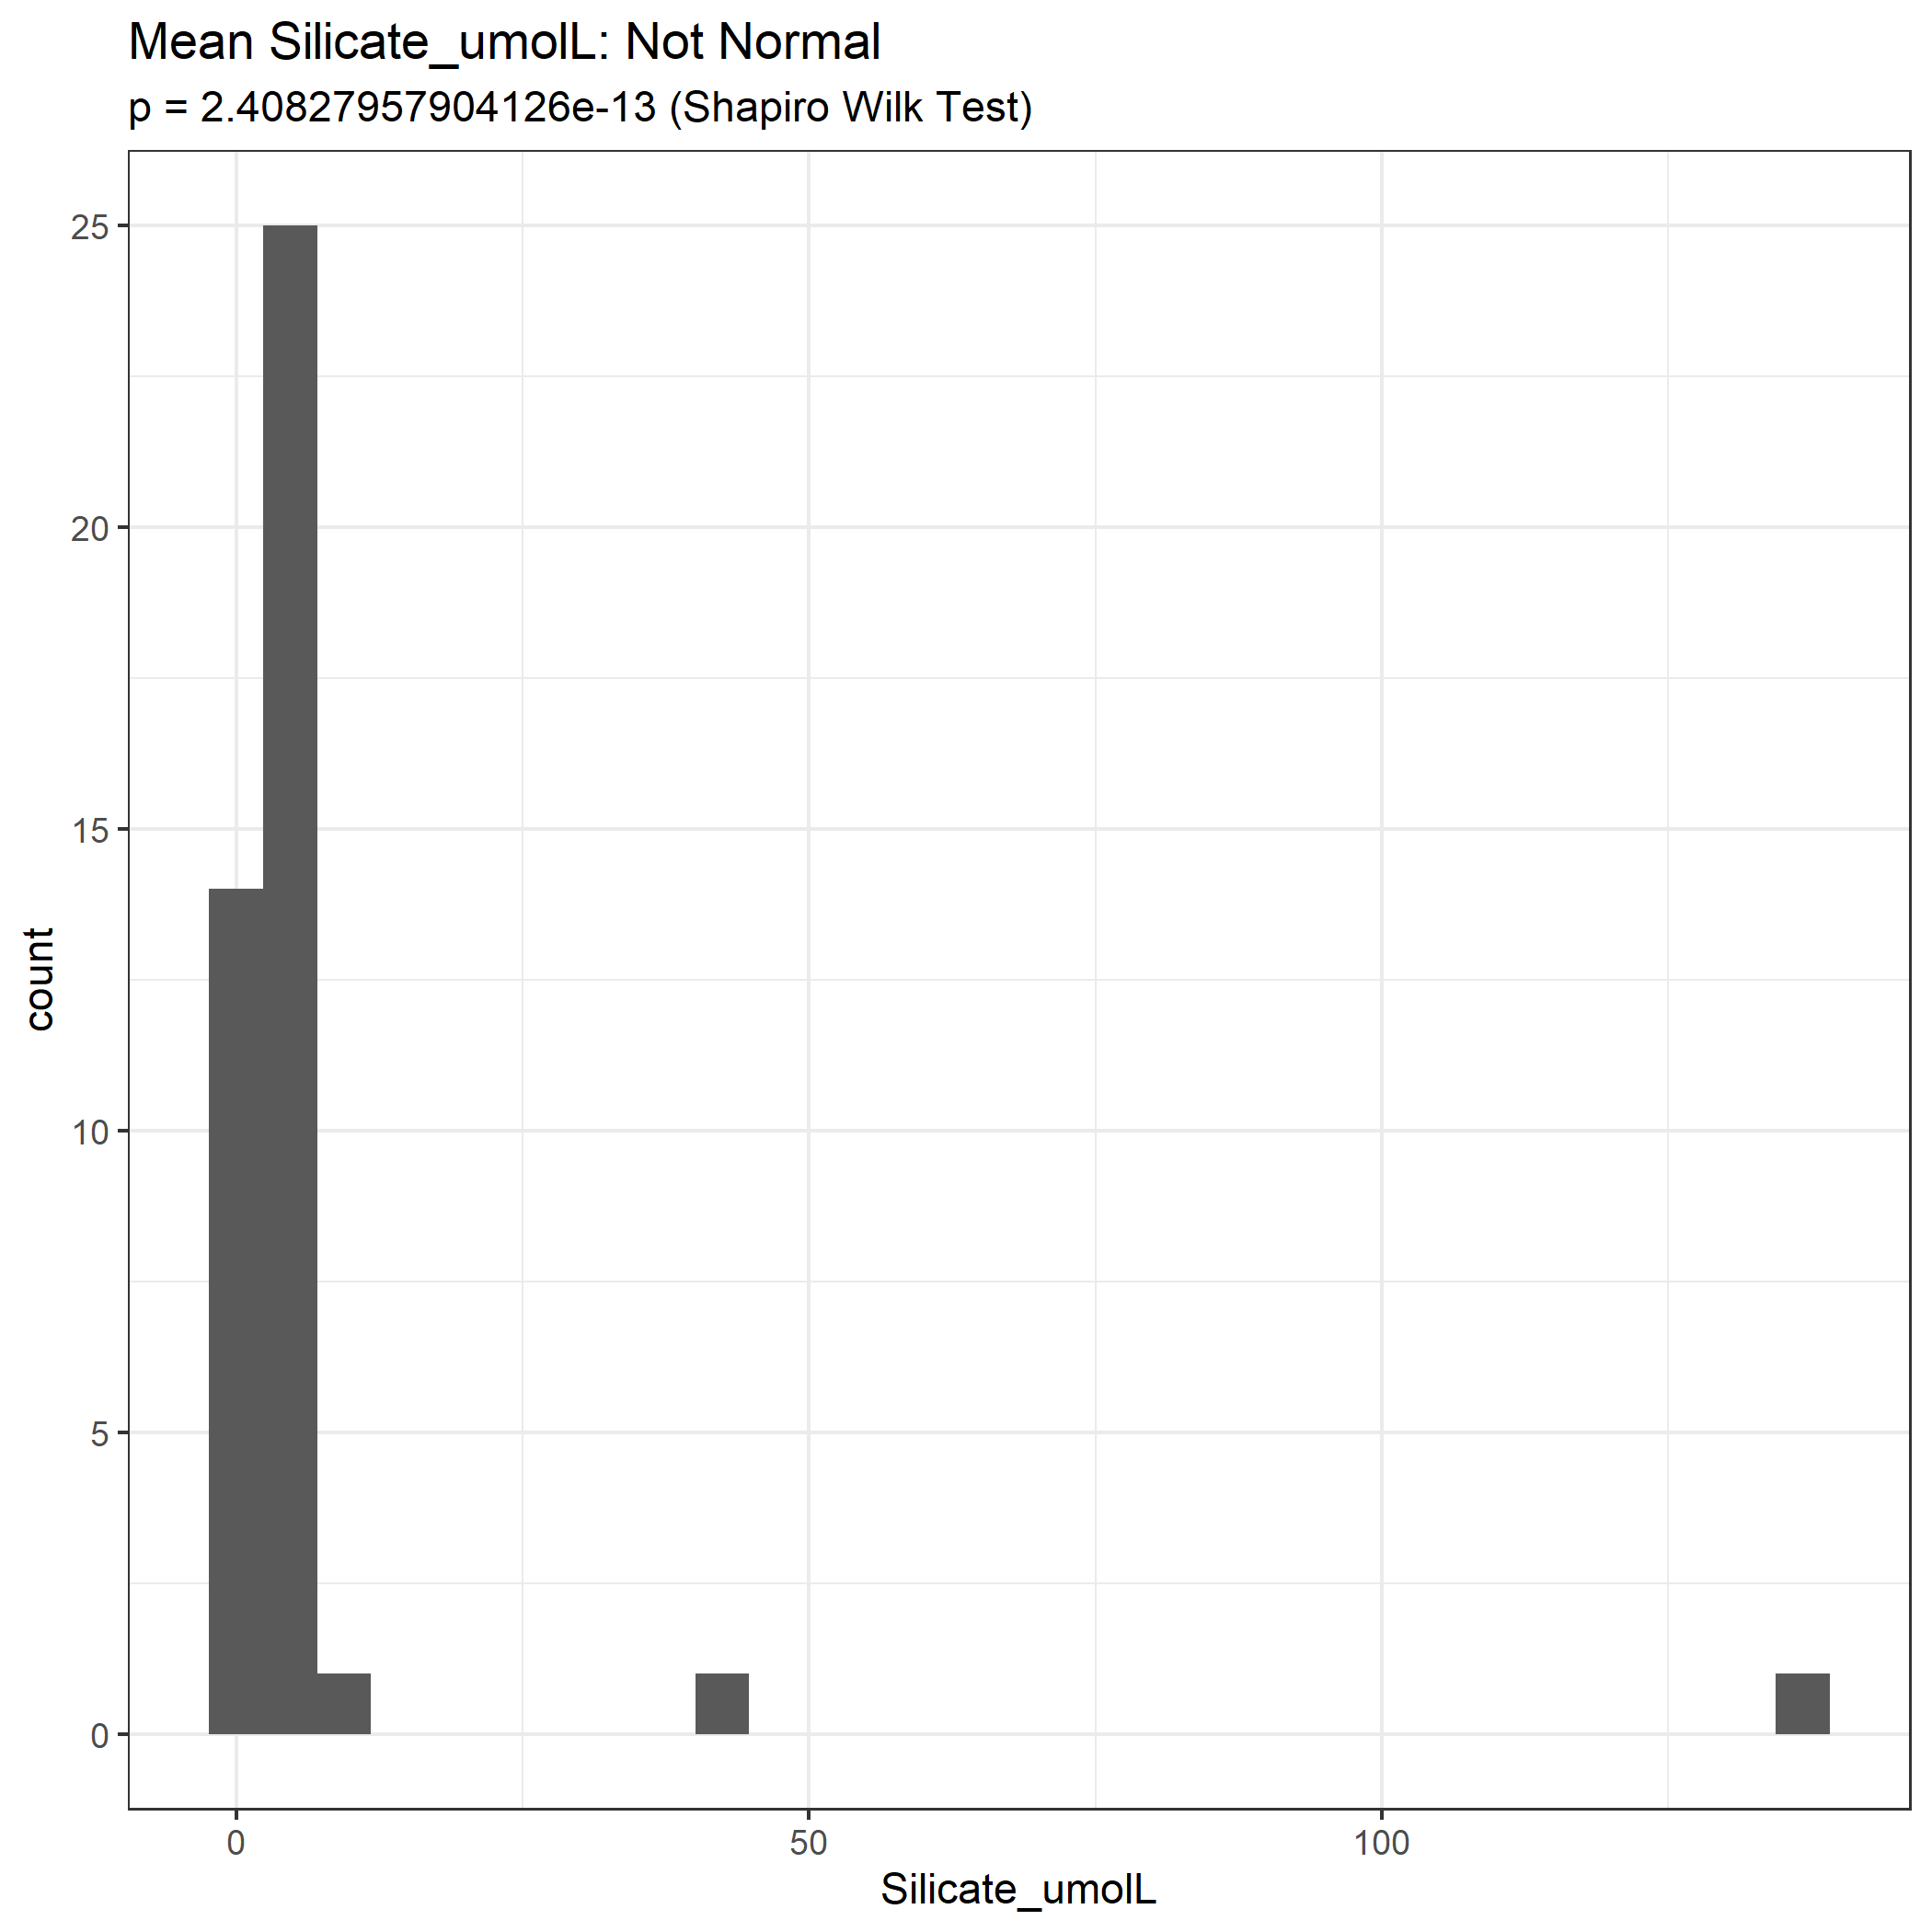 Mean Silicate_umolL: Not Normal
p = 2.40827957904126e-13 (Shapiro Wilk Test)
25
20
15
10
5
0
count
0 50 100
Silicate_umolL